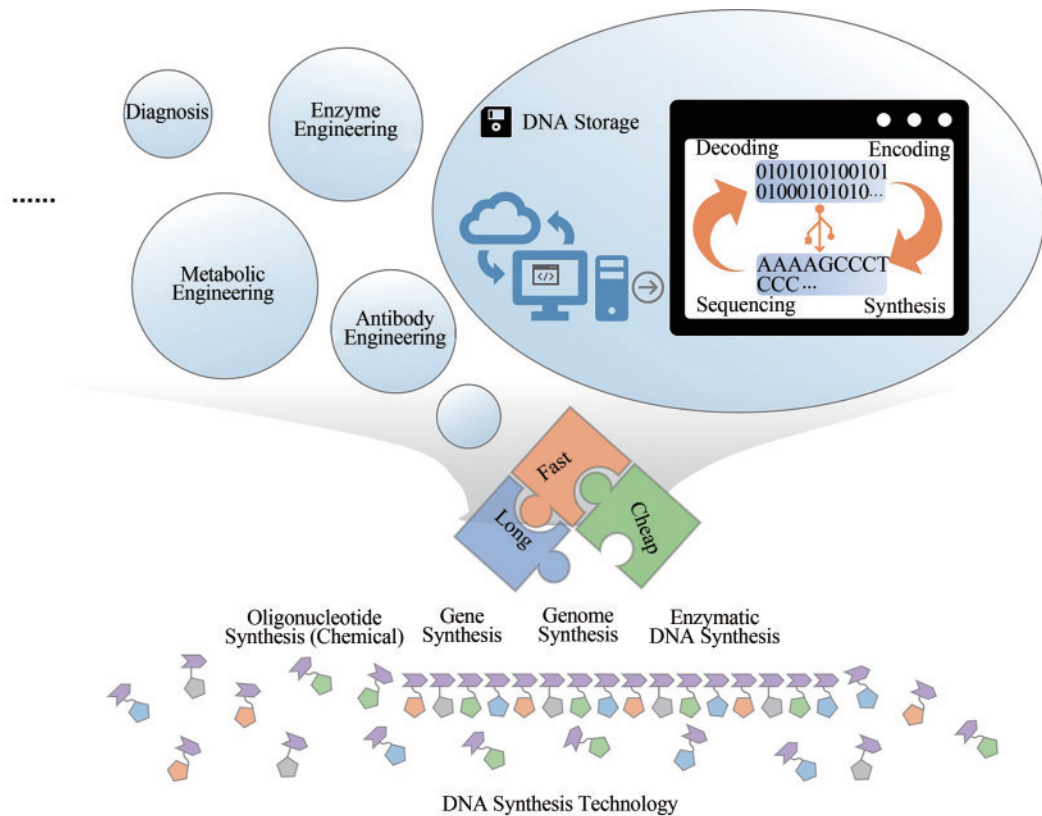 ......
Diagnosis
Enzyme
Engineering
Metabolic
Engineering
Antibody
Engineering
DNA Storage
</>
Decoding
Encoding
0101010100101
01000101010...
AAAAGCCCT
CCC...
Sequencing
Synthesis
Fast
Long
Cheap
Oligonucleotide
Synthesis (Chemical)
Gene
Synthesis
Genome
Synthesis
Enzymatic
DNA Synthesis
DNA Synthesis Technology